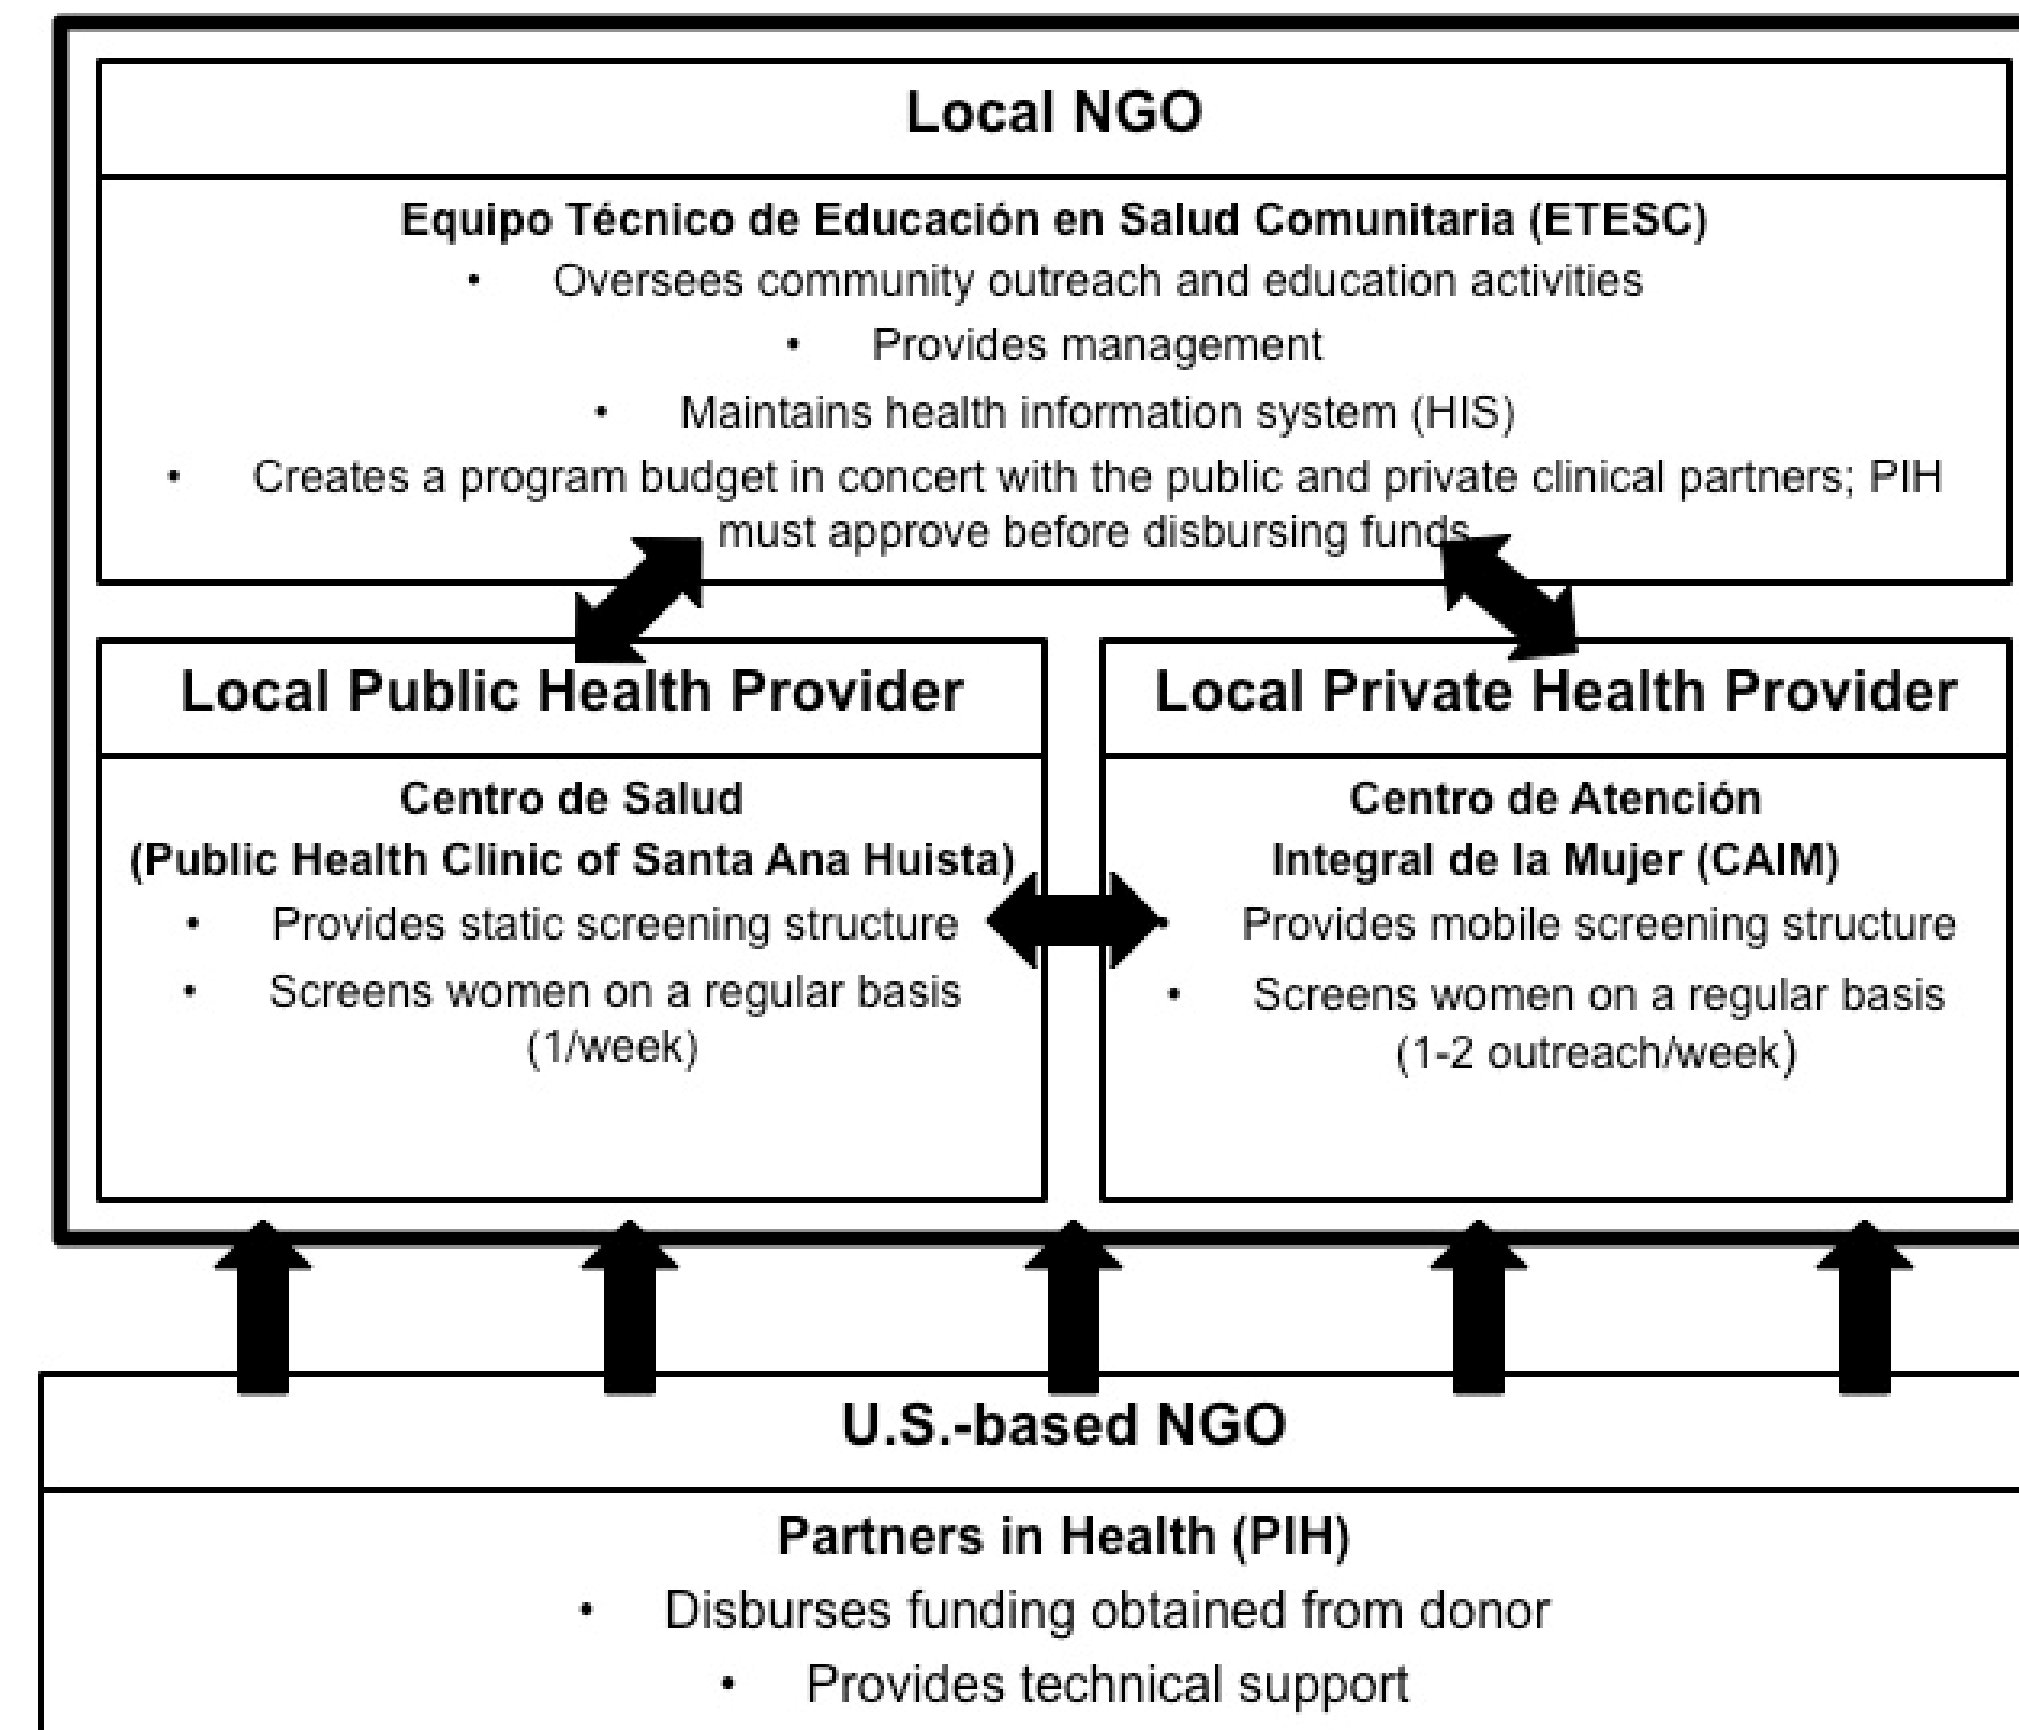 Local NGO
Equipo Técnico de Educación en Salud Comunitaria (ETESC)
• Oversees community outreach and education activities
• Provides management
• Maintains health information system (HIS)
• Creates a program budget in concert with the public and private clinical partners; PIH
must approve before disbursing funds
Local Public Health Provider
Centro de Salud
(Public Health Clinic of Santa Ana Huista)
• Provides static screening structure
• Screens women on a regular basis
(1/week)
Local Private Health Provider
Centro de Atención
Integral de la Mujer (CAIM)
• Provides mobile screening structure
• Screens women on a regular basis
(1-2 outreach/week)
U.S.-based NGO
Partners in Health (PIH)
• Disburses funding obtained from donor
• Provides technical support